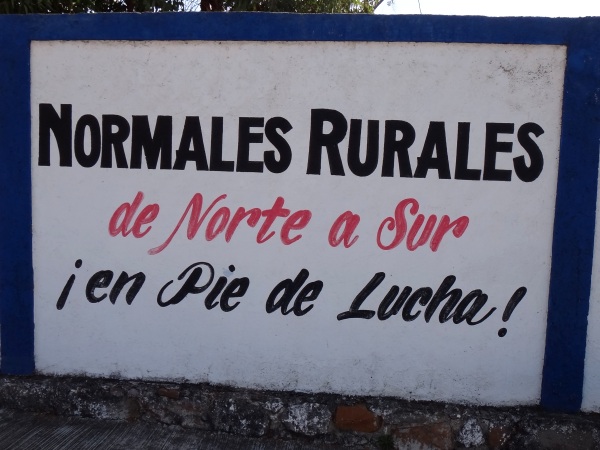 NORMALES RURALES
de Norte a Sur
¡en Pie de Lucha!